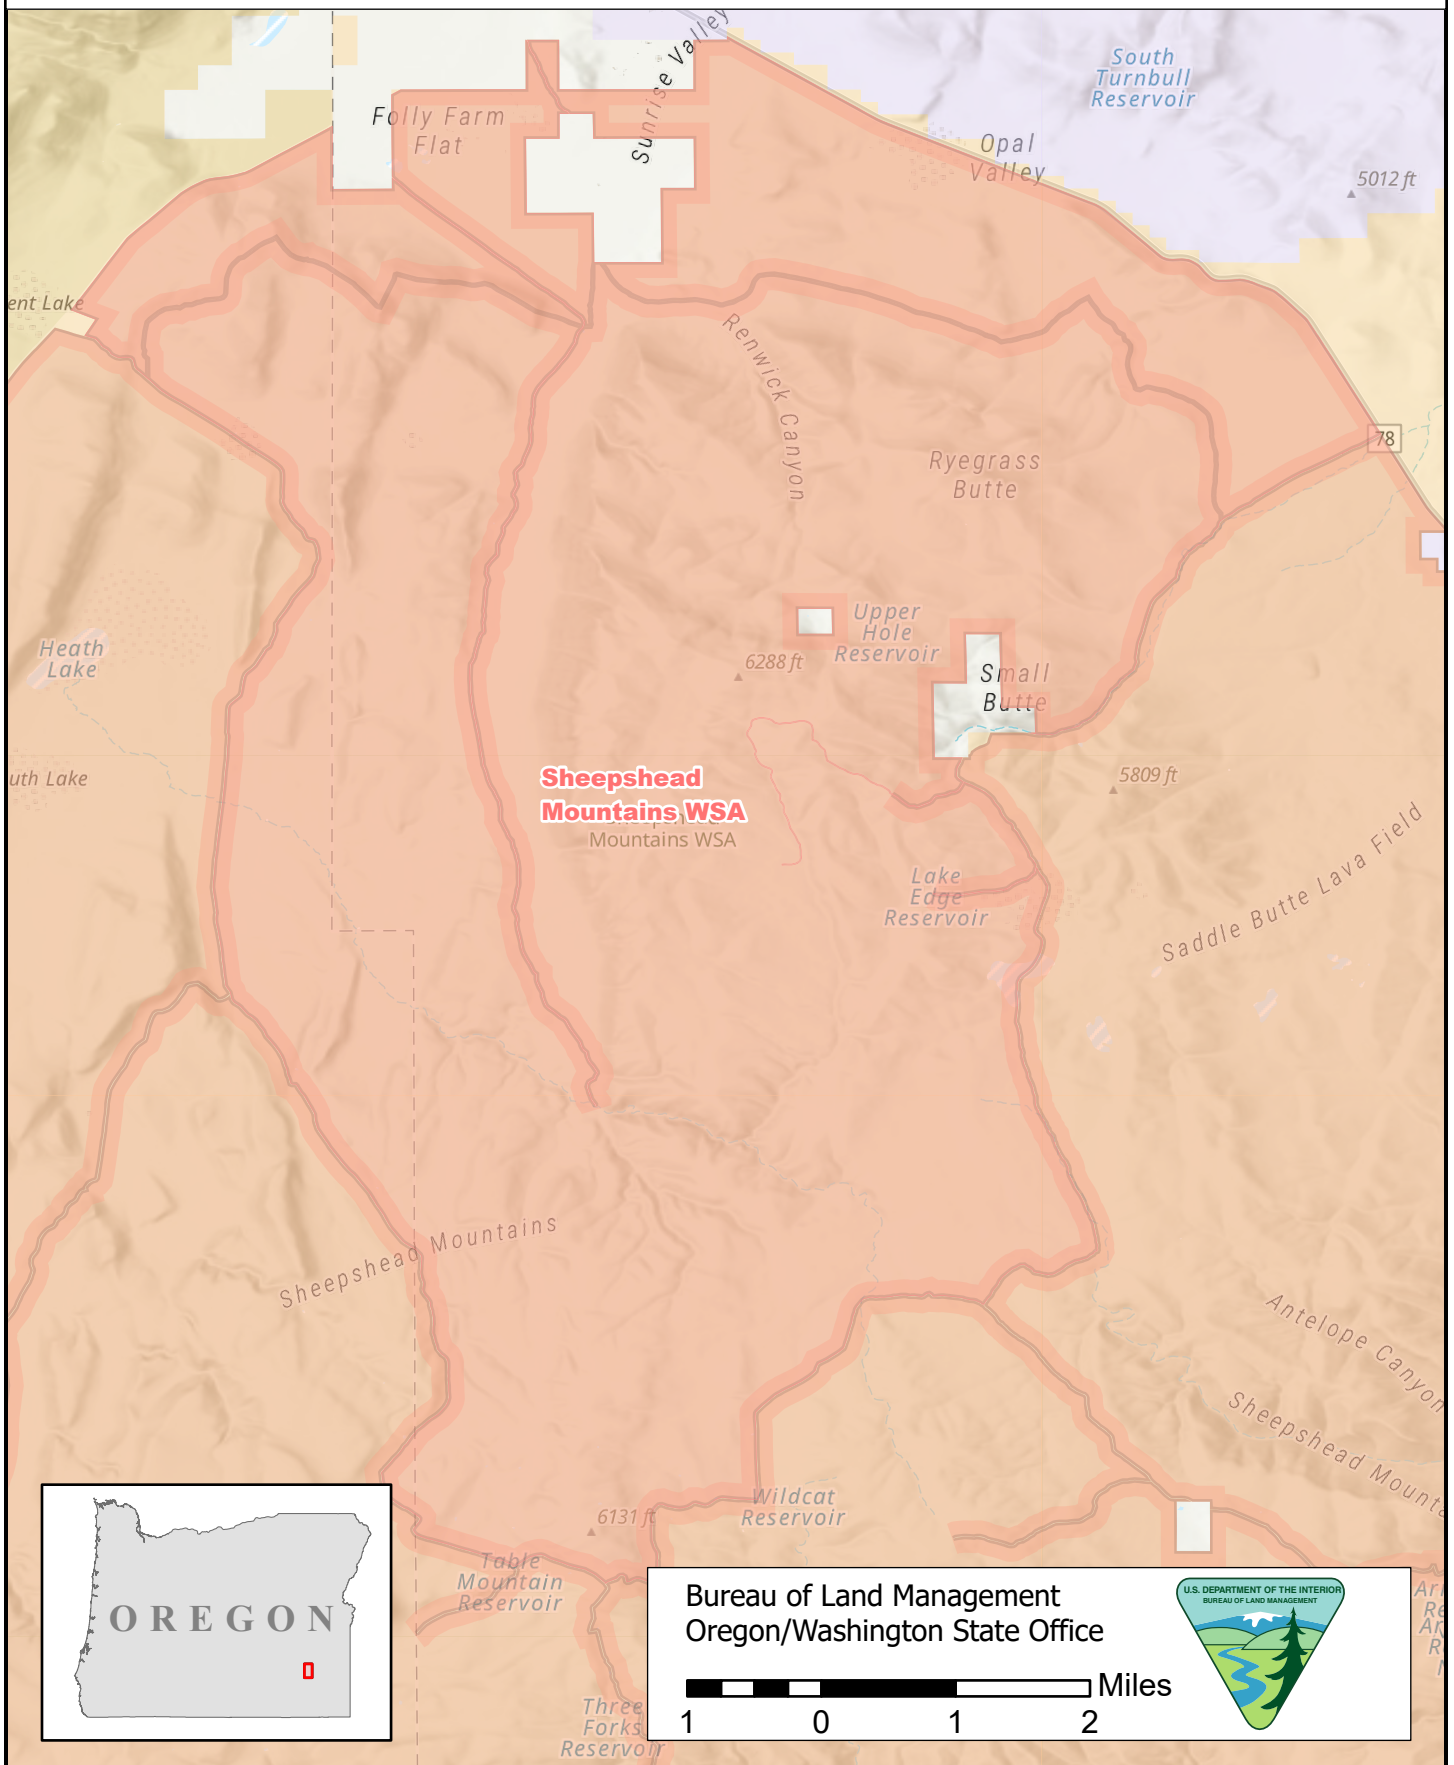 Sunrise Valley
South
Turnbull
Reservoir
Folly Farm
Flat
Opal
Valley
5012 ft
ent Lake
Renwick Canyon
78
Ryegrass
Butte
Upper
Hole
Reservoir
Heath
Lake
6288 ft
Small
Butte
uth Lake
Sheepshead
Mountains WSA
Mountains WSA
5809 ft
Lake
Edge
Reservoir
Saddle Butte Lava Field
Sheepshead Mountains
Antelope Canyon
Sheepshead Mounta
Wildcat
Reservoir
6131 ft
Table
Mountain
Reservoir
Three
Forks
Reservoir
OREGON
Bureau of Land Management
Oregon/Washington State Office
Miles
1 0 1 2
U.S. DEPARTMENT OF THE INTERIOR
BUREAU OF LAND MANAGEMENT